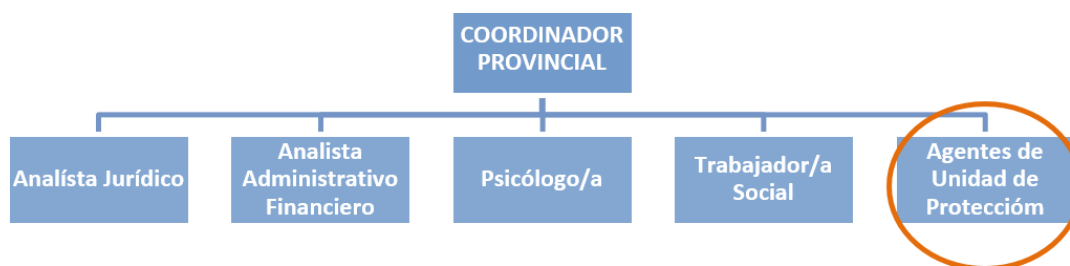 COORDINADOR
PROVINCIAL
Analísta Jurídico
Analista
Administrativo
Financiero
Psicólogo/a
Trabajador/a
Social
Agentes de
Unidad de
Proteccióm